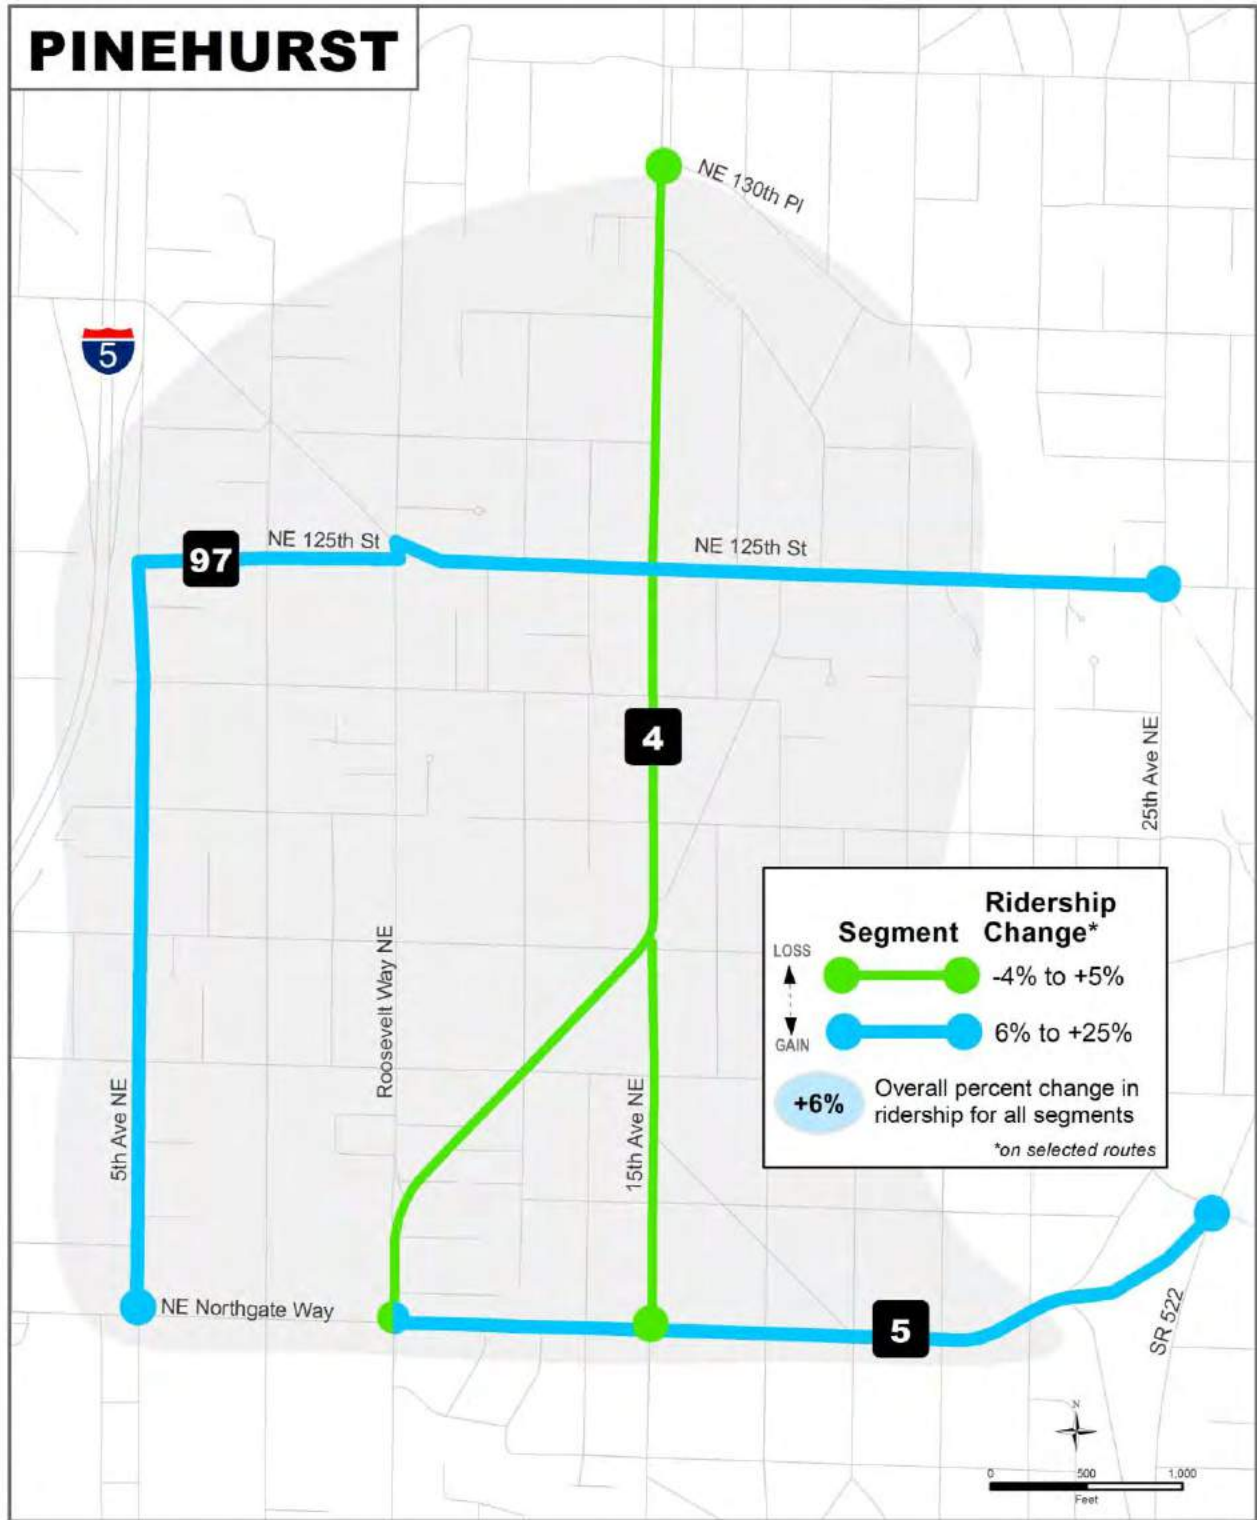 PINEHURST
NE 130th Pl
5
NE 125th St
NE 125th St
97
4
25th Ave NE
Ridership
Segment Change*
LOSS
-4% to +5%
GAIN
6% to +25%
+6%
Overall percent change in
ridership for all segments
*on selected routes
Roosevelt Way NE
5th Ave NE
15th Ave NE
NE Northgate Way
5
SR 522
N
0 500 1,000
Feet